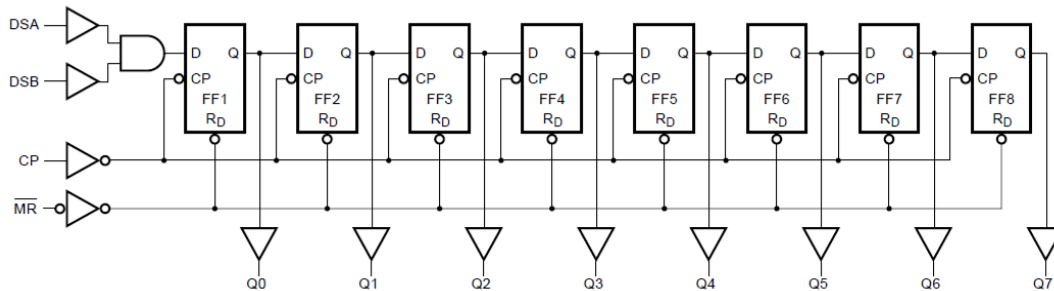 DSA
DSB
D Q D Q D Q D Q D Q D Q D Q D Q
CP CP CP CP CP CP CP CP
FF1 FF2 FF3 FF4 FF5 FF6 FF7 FF8
RD RD RD RD RD RD RD RD
CP
MR
Q0 Q1 Q2 Q3 Q4 Q5 Q6 Q7